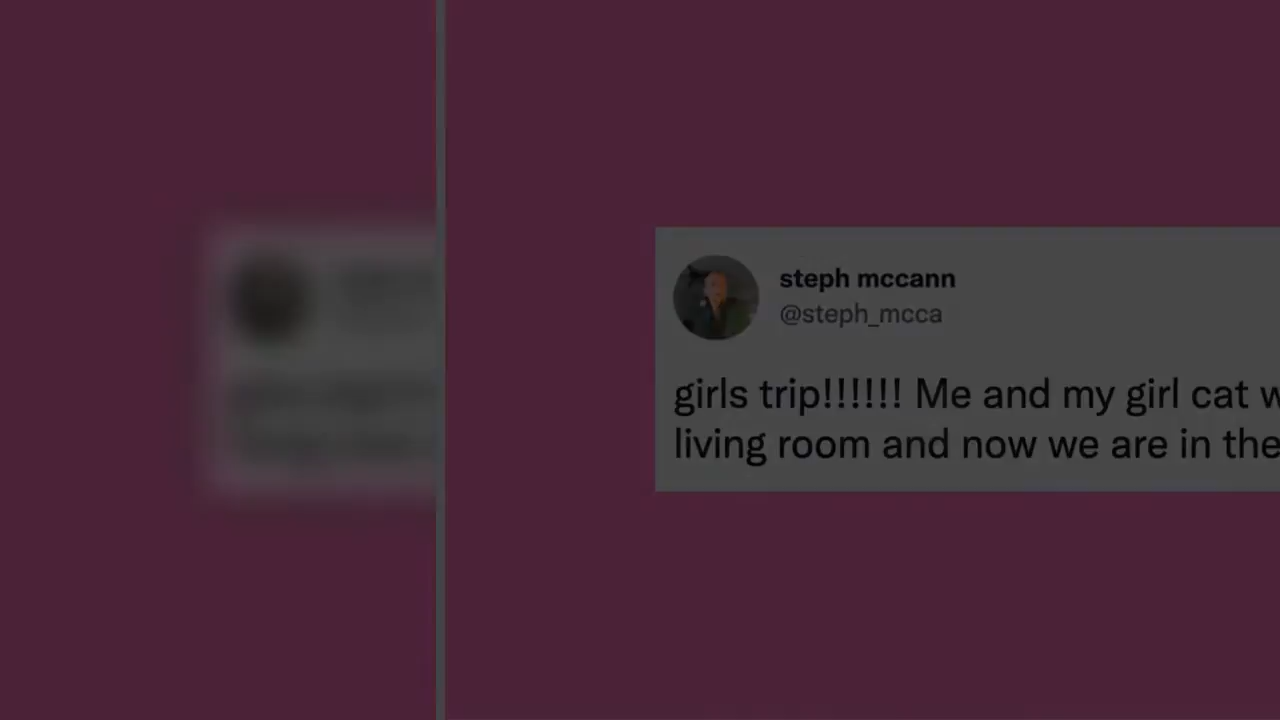 steph mccann
@steph_mcca
girls trip!!!!!! Me and my girl cat
living room and now we are in the